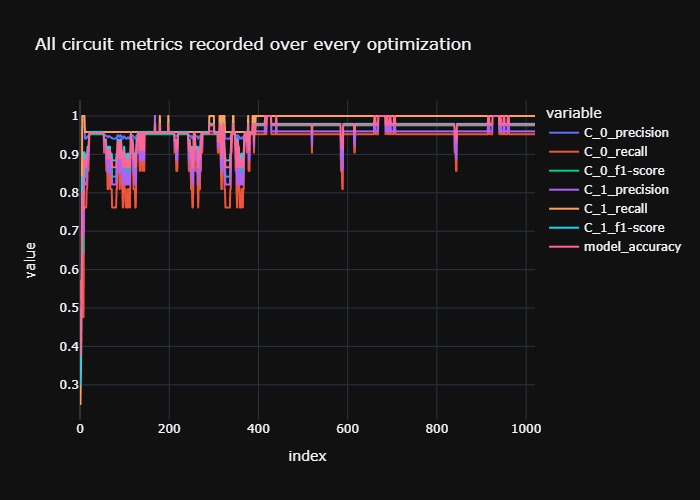 All circuit metrics recorded over every optimization
variable
C_0_precision
C_0_recall
C_0_f1-score
C_1_precision
C_1_recall
C_1_f1-score
model_accuracy
value
1
0.9
0.8
0.7
0.6
0.5
0.4
0.3
0 200 400 600 800 1000
index